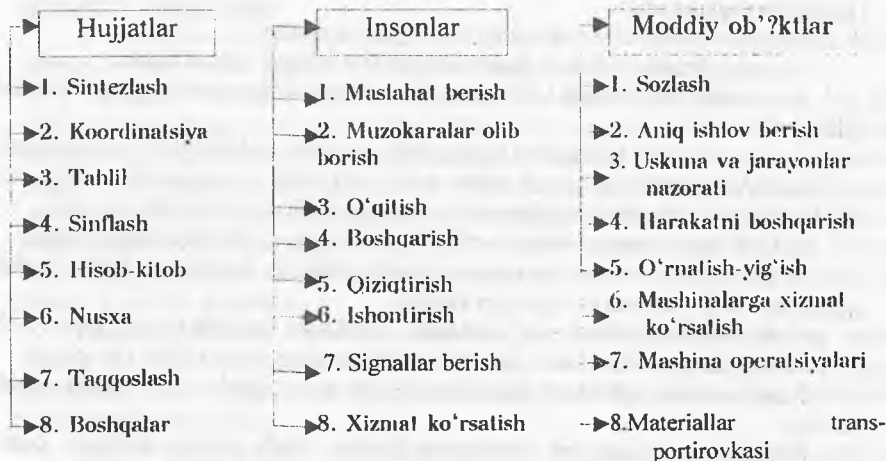 Hujjatlar
1. Sintezlash
2. Koordinatsiya
3. Tahlil
4. Sinflash
5. Hisob-kitob
6. Nusxa
7. Taqqoslash
8. Boshqalar
Insonlar
1. Maslahat berish
2. Muzokaralar olib
borish
3. O‘qitish
4. Boshqarish
5. Qiziqtirish
6. Ishontirish
7. Signallar berish
8. Xizmat ko‘rsatish
Moddiy ob’?ktlar
1. Sozlash
2. Aniq ishlov berish
3. Uskuna va jarayonlar
nazorati
4. Harakatni boshqarish
5. O‘rnatish-yig‘ish
6. Mashinalarga xizmat
ko‘rsatish
7. Mashina operatsiyalari
8.Materiallar trans-
portirovkasi